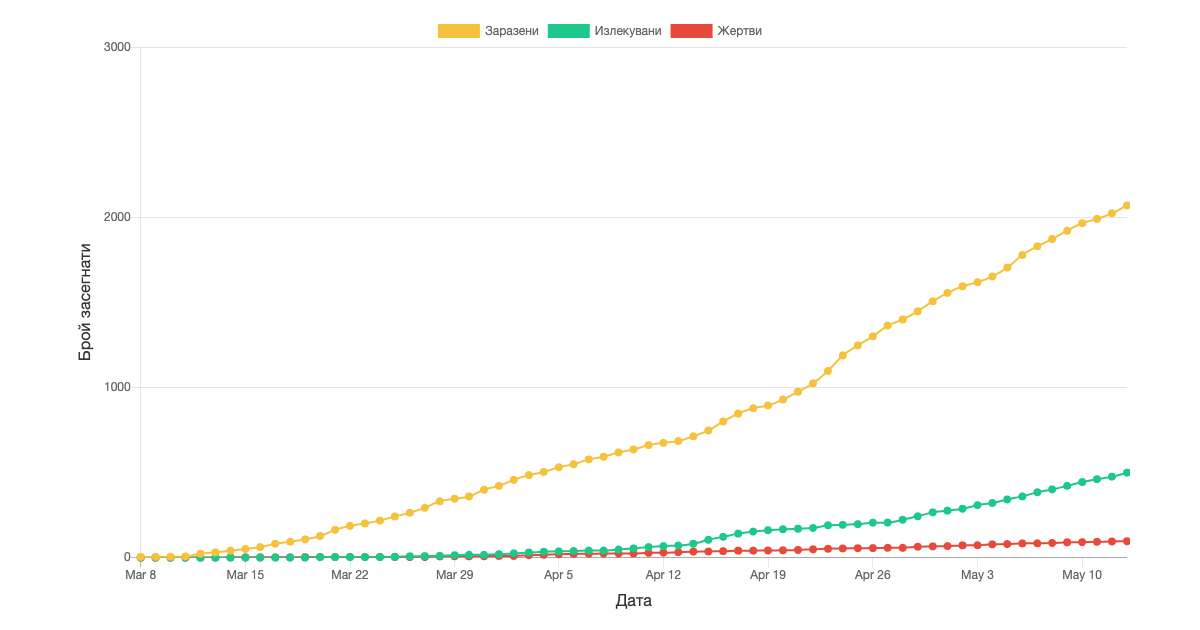 Заразени Излекувани Жертви
3000
2000
1000
0
Брой засегнати
Mar 8 Mar 15 Mar 22 Mar 29 Apr 5 Apr 12 Apr 19 Apr 26 May 3 May 10
Дата